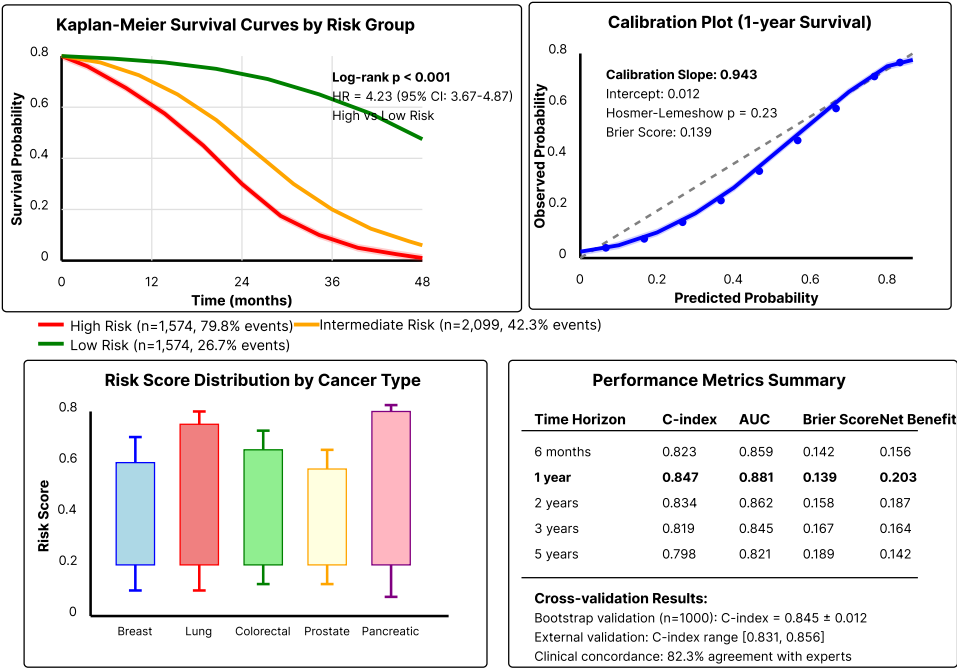 Kaplan-Meier Survival Curves by Risk Group
Survival Probability
0.8
0.6
0.4
0.2
0
Log-rank p < 0.001
HR = 4.23 (95% CI: 3.67-4.87)
High vs Low Risk
0 12 24 36 48
Time (months)
High Risk (n=1,574, 79.8% events)
Intermediate Risk (n=2,099, 42.3% events)
Low Risk (n=1,574, 26.7% events)
Calibration Plot (1-year Survival)
Observed Probability
0.8
0.6
0.4
0.2
0
Calibration Slope: 0.943
Intercept: 0.012
Hosmer-Lemeshow p = 0.23
Brier Score: 0.139
0 0.2 0.4 0.6 0.8
Predicted Probability
Risk Score Distribution by Cancer Type
Risk Score
0.8
0.6
0.4
0.2
0
Breast Lung Colorectal Prostate Pancreatic
Performance Metrics Summary
Time Horizon C-index AUC Brier Score Net Benefit
6 months 0.823 0.859 0.142 0.156
1 year 0.847 0.881 0.139 0.203
2 years 0.834 0.862 0.158 0.187
3 years 0.819 0.845 0.167 0.164
5 years 0.798 0.821 0.189 0.142
Cross-validation Results:
Bootstrap validation (n=1000): C-index = 0.845 ± 0.012
External validation: C-index range [0.831, 0.856]
Clinical concordance: 82.3% agreement with experts